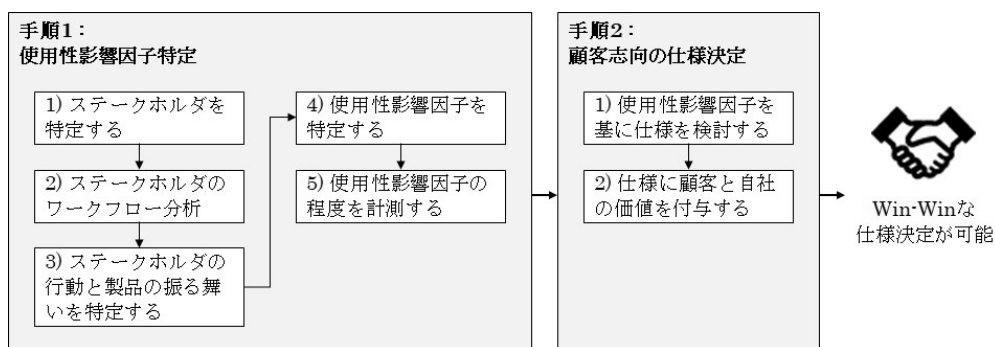 手順1:
使用性影響因子特定
1) ステークホルダを
特定する
2) ステークホルダの
ワークフロー分析
3) ステークホルダの
行動と製品の振る舞
いを特定する
4) 使用性影響因子を
特定する
5) 使用性影響因子の
程度を計測する
手順2:
顧客志向の仕様決定
1) 使用性影響因子を
基に仕様を検討する
2) 仕様に顧客と自社
の価値を付与する
Win-Winな
仕様決定が可能